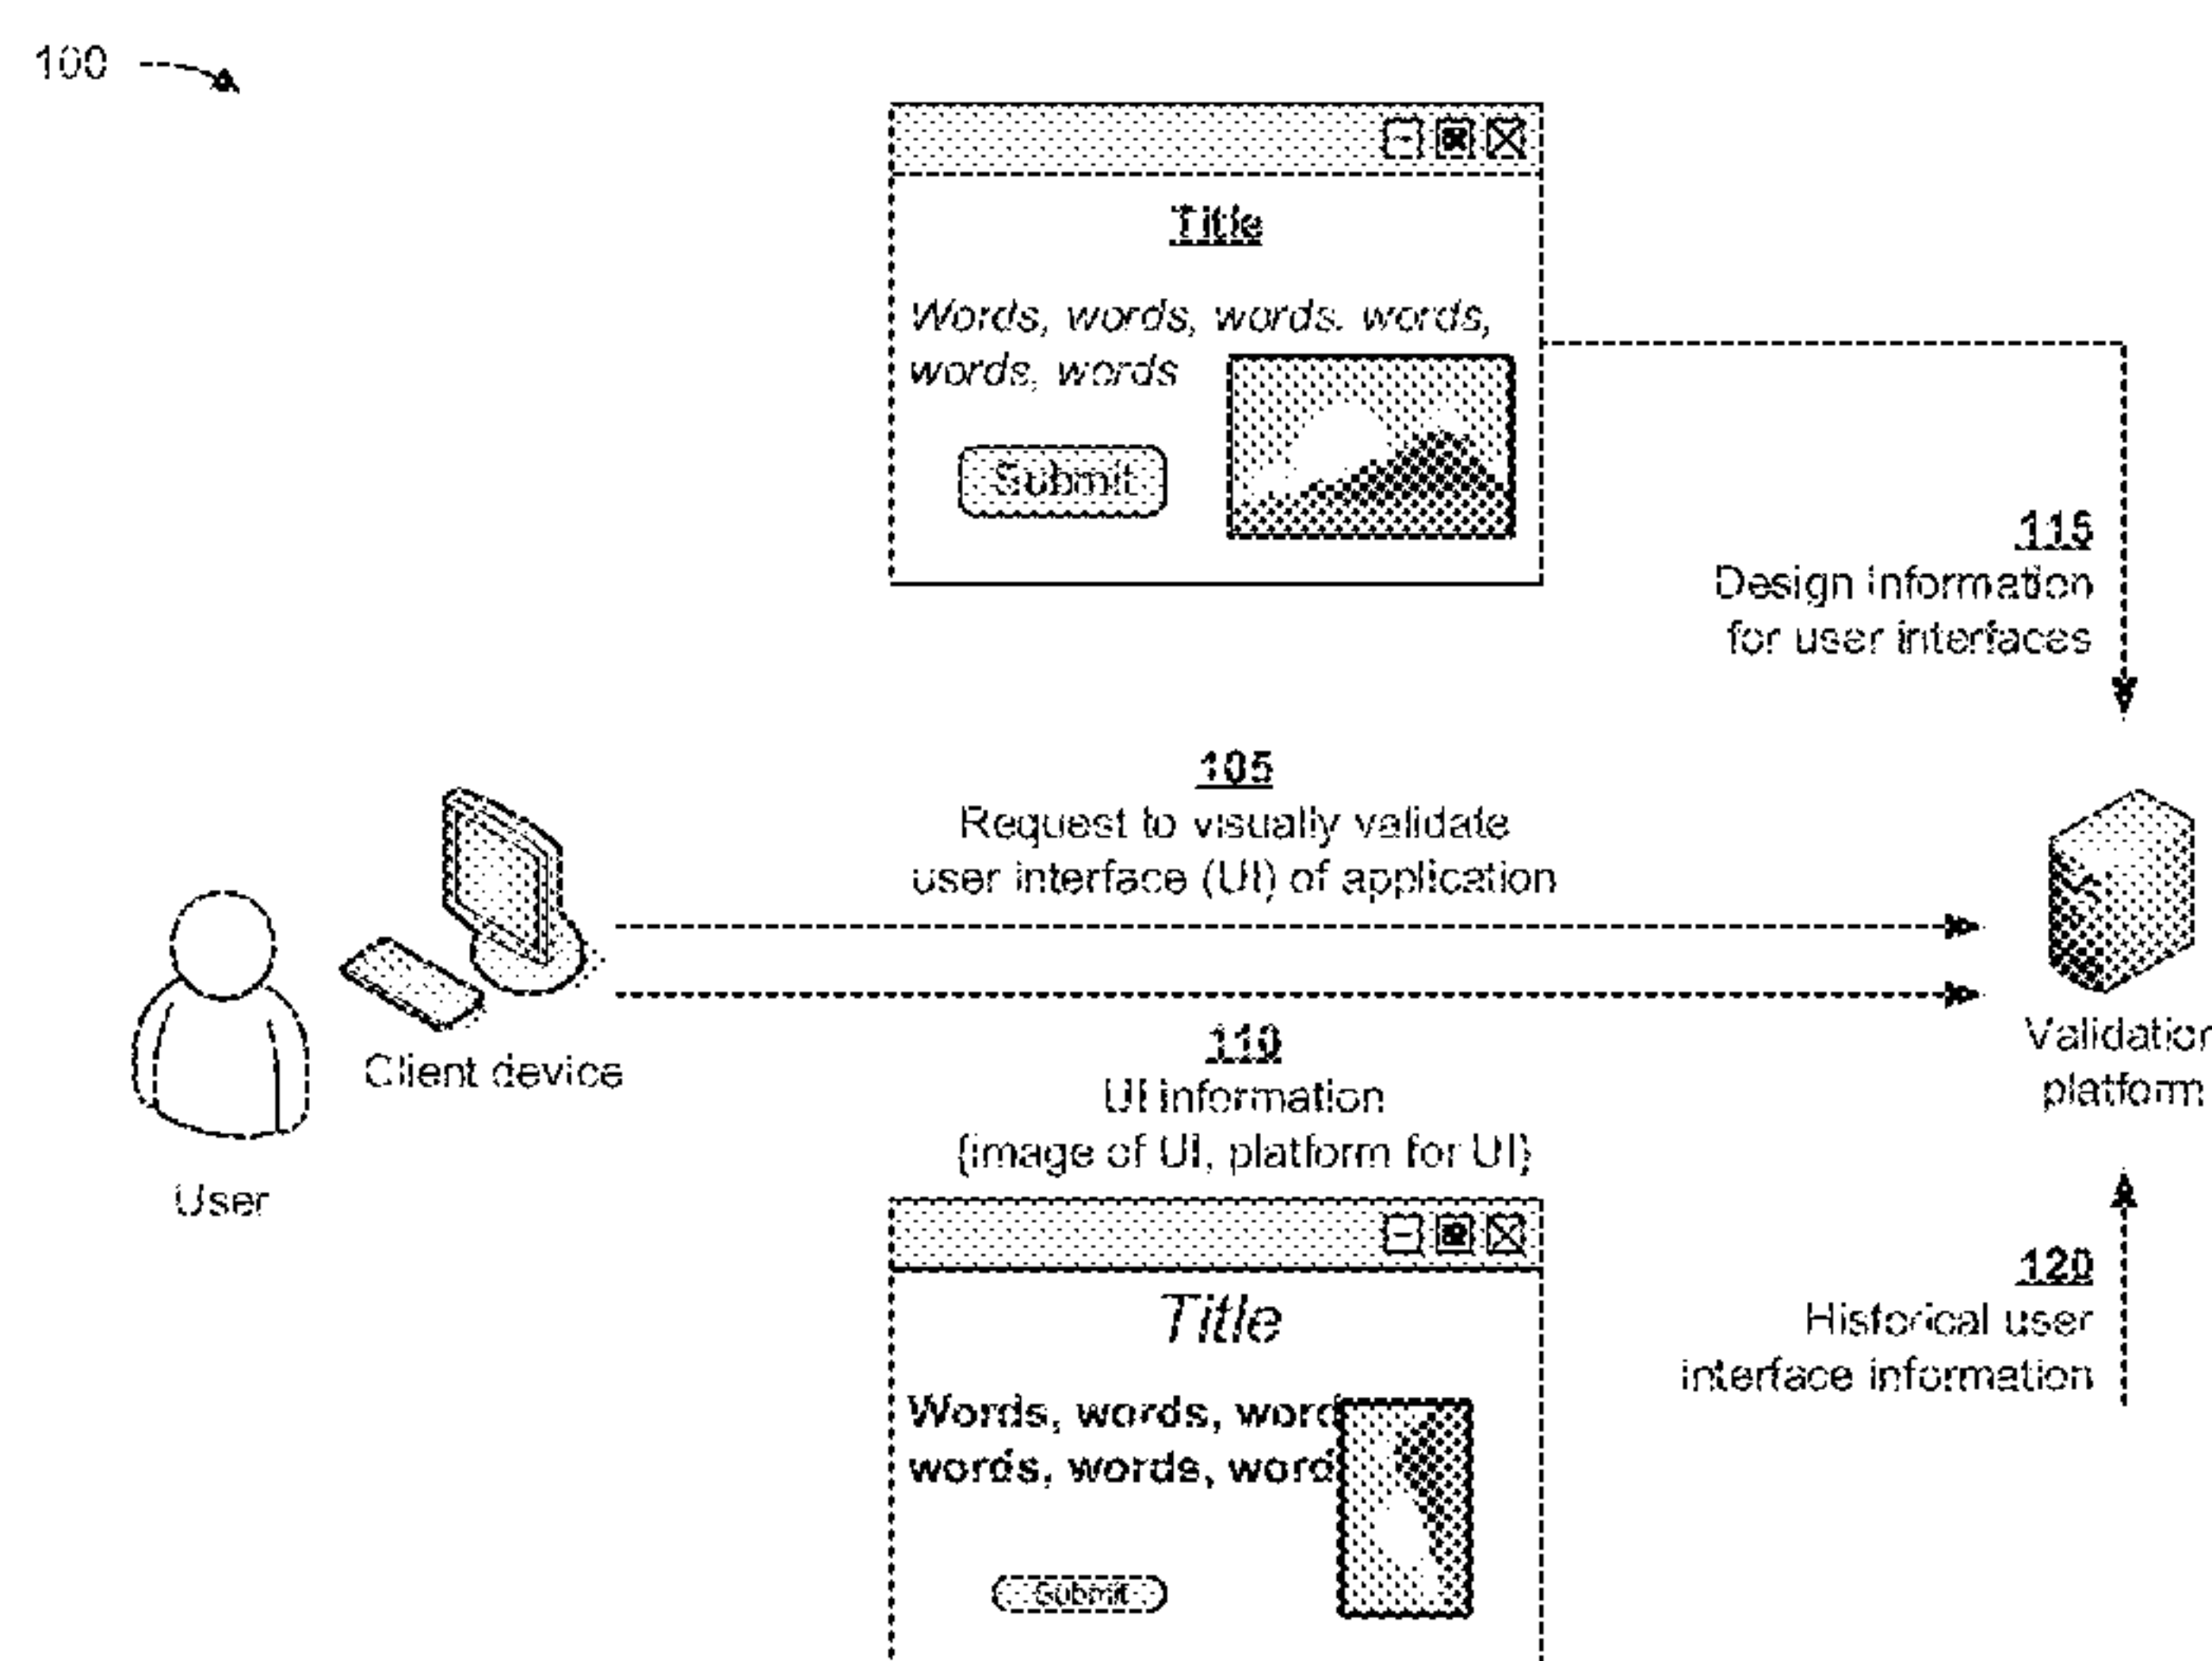 100
Title
Words, words, words. words,
words, words
Submit
115
Design information
for user interfaces
105
Request to visually validate
user interface (UI) of application
Client device
User
Validation
platform
110
UI information
{image of UI, platform for UI}
120
Historical user
interface information
Title
Words, words, word
words, words, word
Submit